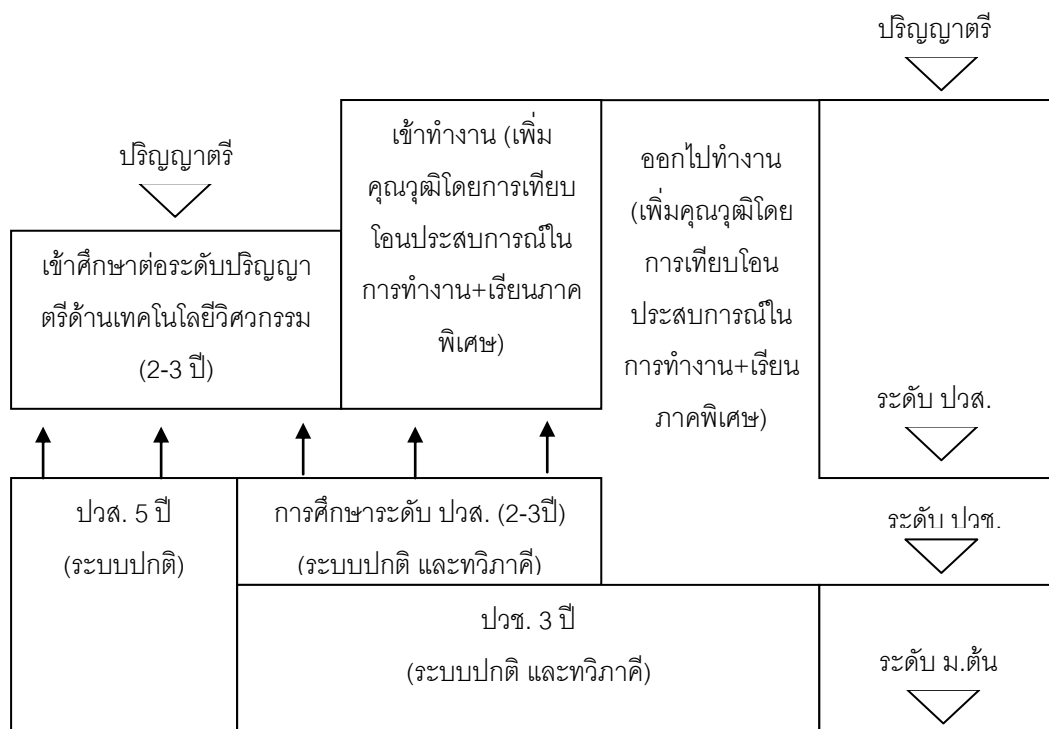 ปริญญาตรี
ปริญญาตรี
เข้าทำงาน (เพิ่ม
คุณวุฒิโดยการเทียบ
โอนประสบการณ์ใน
การทำงาน+เรียนภาค
พิเศษ)
ออกไปทำงาน
(เพิ่มคุณวุฒิโดย
การเทียบโอน
ประสบการณ์ใน
การทำงาน+เรียน
ภาคพิเศษ)
เข้าศึกษาต่อระดับปริญญา
ตรีด้านเทคโนโลยีวิศวกรรม
(2-3 ปี)
ระดับ ปวส.
ปวส. 5 ปี
(ระบบปกติ)
การศึกษาระดับ ปวส. (2-3ปี)
(ระบบปกติ และทวิภาคี)
ระดับ ปวช.
ปวช. 3 ปี
(ระบบปกติ และทวิภาคี)
ระดับ ม.ต้น